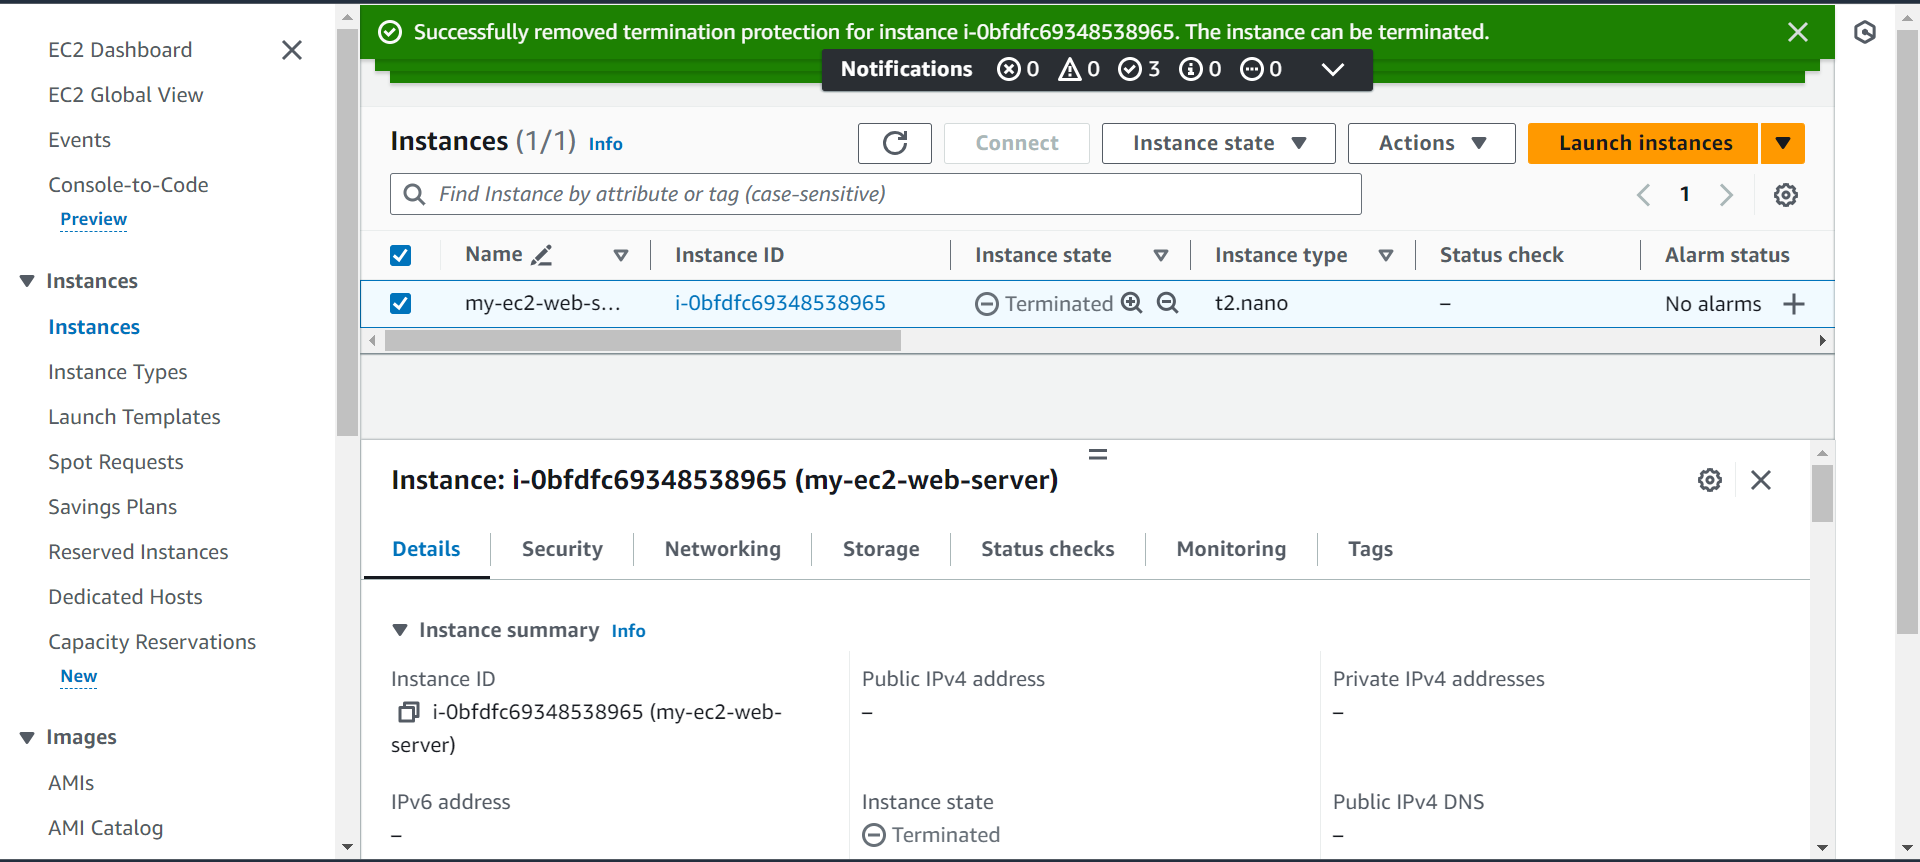 EC2 Dashboard
EC2 Global View
Events
Console-to-Code
Preview
Instances
Instances
Instance Types
Launch Templates
Spot Requests
Savings Plans
Reserved Instances
Dedicated Hosts
Capacity Reservations
New
Images
AMIs
AMI Catalog
Successfully removed termination protection for instance i-0bfdfc69348538965. The instance can be terminated.
Notifications 0 0 3 0 0
Instances (1/1) Info Connect Instance state Actions Launch instances
Find Instance by attribute or tag (case-sensitive) 1
Name Instance ID Instance state Instance type Status check Alarm status
my-ec2-web-s... i-0bfdfc69348538965 Terminated t2.nano – No alarms
Instance: i-0bfdfc69348538965 (my-ec2-web-server)
Details Security Networking Storage Status checks Monitoring Tags
Instance summary Info
Instance ID
i-0bfdfc69348538965 (my-ec2-web-
server)
Public IPv4 address
–
Private IPv4 addresses
–
IPv6 address
–
Instance state
Terminated
Public IPv4 DNS
–